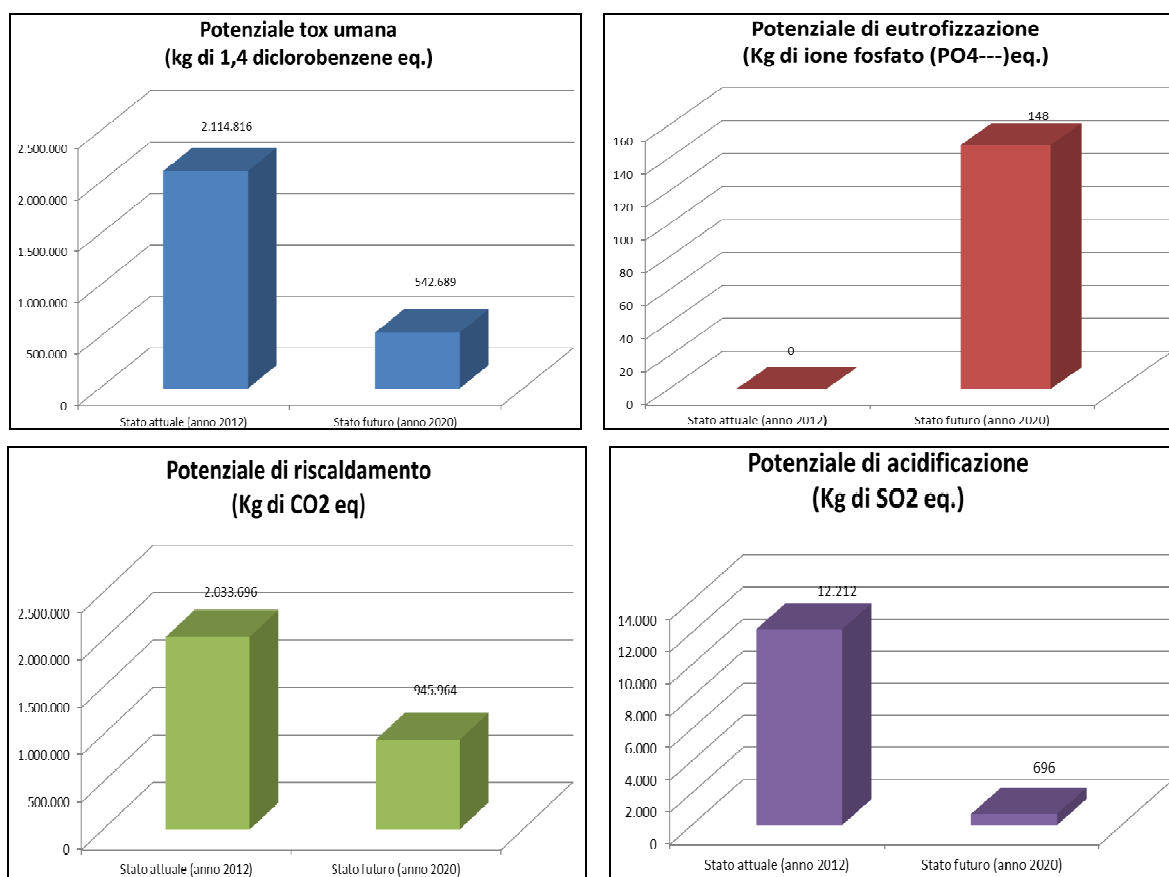 Potenziale tox umana
(kg di 1,4 diclorobenzene eq.)
2.114.816
542.689
2.500.000
2.000.000
1.500.000
1.000.000
500.000
0
Stato attuale (anno 2012)
Stato futuro (anno 2020)
Potenziale di eutrofizzazione
(Kg di ione fosfato (PO4---)eq.)
148
0
160
140
120
100
80
60
40
20
0
Stato attuale (anno 2012)
Stato futuro (anno 2020)
Potenziale di riscaldamento
(Kg di CO2 eq)
2.033.696
945.964
2.500.000
2.000.000
1.500.000
1.000.000
500.000
0
Stato attuale (anno 2012)
Stato futuro (anno 2020)
Potenziale di acidificazione
(Kg di SO2 eq.)
12.212
696
14.000
12.000
10.000
8.000
6.000
4.000
2.000
0
Stato attuale (anno 2012)
Stato futuro (anno 2020)